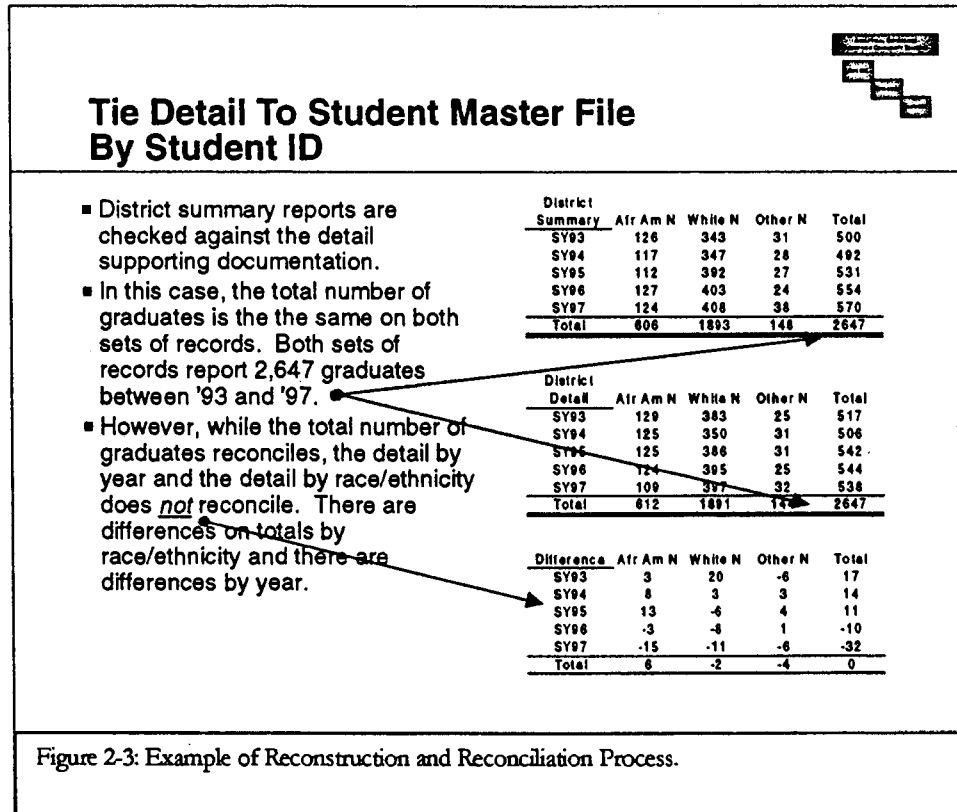 Tie Detail To Student Master File
By Student ID
▪ District summary reports are
checked against the detail
supporting documentation.
▪ In this case, the total number of
graduates is the the same on both
sets of records. Both sets of
records report 2,647 graduates
between '93 and '97.
▪ However, while the total number of
graduates reconciles, the detail by
year and the detail by race/ethnicity
does not reconcile. There are
differences on totals by
race/ethnicity and there are
differences by year.
District
Summary Afr Am N White N Other N Total
SY93 126 343 31 500
SY94 117 347 28 492
SY95 112 392 27 531
SY96 127 403 24 554
SY97 124 408 38 570
Total 606 1893 148 2647
District
Detail Afr Am N White N Other N Total
SY93 129 363 25 517
SY94 125 350 31 506
SY95 125 386 31 542
SY96 124 395 25 544
SY97 109 397 32 538
Total 612 1891 144 2647
Difference Afr Am N White N Other N Total
SY93 3 20 -6 17
SY94 8 3 3 14
SY95 13 -6 4 11
SY96 -3 -8 1 -10
SY97 -15 -11 -6 -32
Total 6 -2 -4 0
Figure 2-3: Example of Reconstruction and Reconciliation Process.